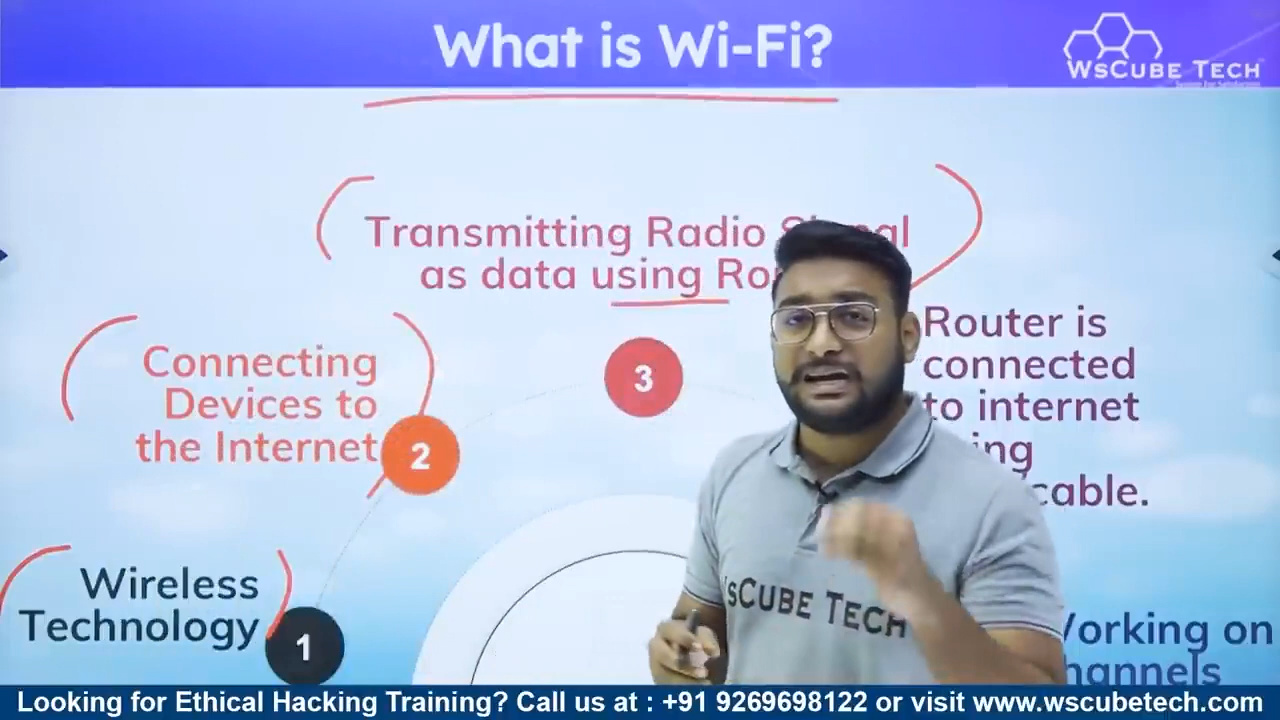 What is Wi-Fi?
WsCube Tech
Transmitting Radio
as data using
Connecting
Devices to
the Internet
2
3
Router is
connected
to internet
cable.
Wireless
Technology
1
Working on
WsCube Tech
Looking for Ethical Hacking Training? Call us at : +91 9269698122 or visit www.wscubetech.com